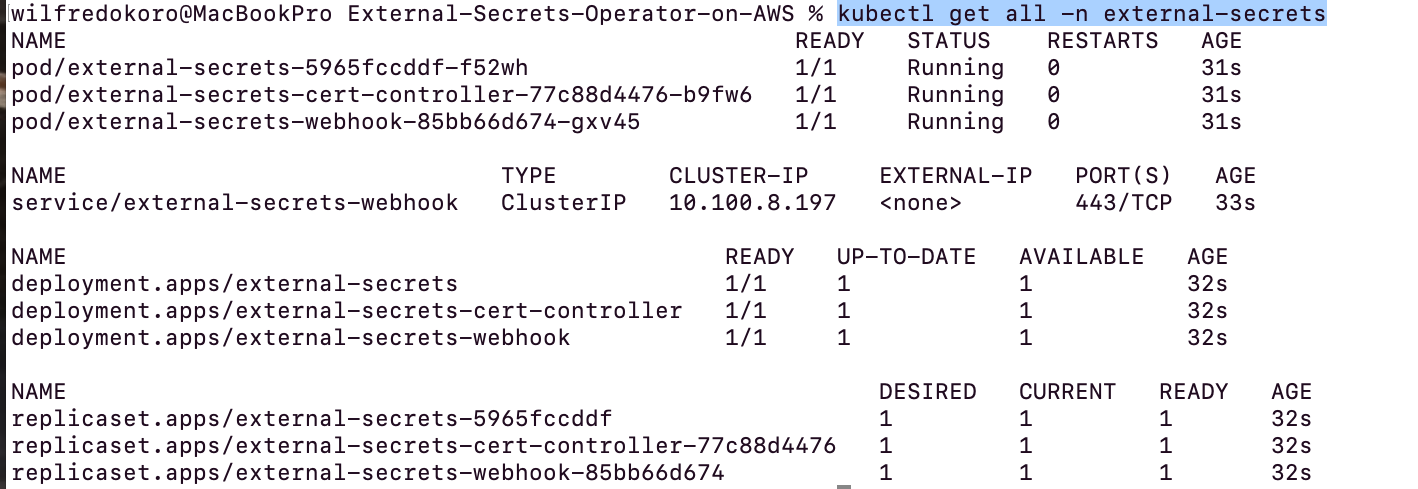 [wilfredokoro@MacBookPro External-Secrets-Operator-on-AWS % kubectl get all -n external-secrets
NAME READY STATUS RESTARTS AGE
pod/external-secrets-5965fccddf-f52wh 1/1 Running 0 31s
pod/external-secrets-cert-controller-77c88d4476-b9fw6 1/1 Running 0 31s
pod/external-secrets-webhook-85bb66d674-gxv45 1/1 Running 0 31s
NAME TYPE CLUSTER-IP EXTERNAL-IP PORT(S) AGE
service/external-secrets-webhook ClusterIP 10.100.8.197 <none> 443/TCP 33s
NAME READY UP-TO-DATE AVAILABLE AGE
deployment.apps/external-secrets 1/1 1 1 32s
deployment.apps/external-secrets-cert-controller 1/1 1 1 32s
deployment.apps/external-secrets-webhook 1/1 1 1 32s
NAME DESIRED CURRENT READY AGE
replicaset.apps/external-secrets-5965fccddf 1 1 1 32s
replicaset.apps/external-secrets-cert-controller-77c88d4476 1 1 1 32s
replicaset.apps/external-secrets-webhook-85bb66d674 1 1 1 32s